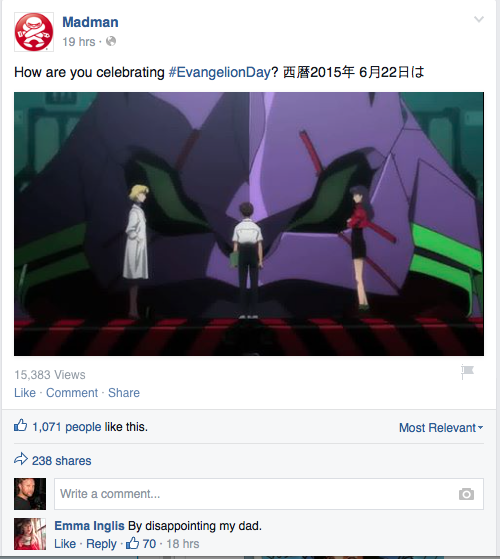 Madman
19 hrs ·
How are you celebrating #EvangelionDay? 西暦2015年 6月22日は
15,383 Views
Like · Comment · Share
1,071 people like this.
Most Relevant
238 shares
Write a comment...
Emma Inglis By disappointing my dad.
Like · Reply · 70 · 18 hrs